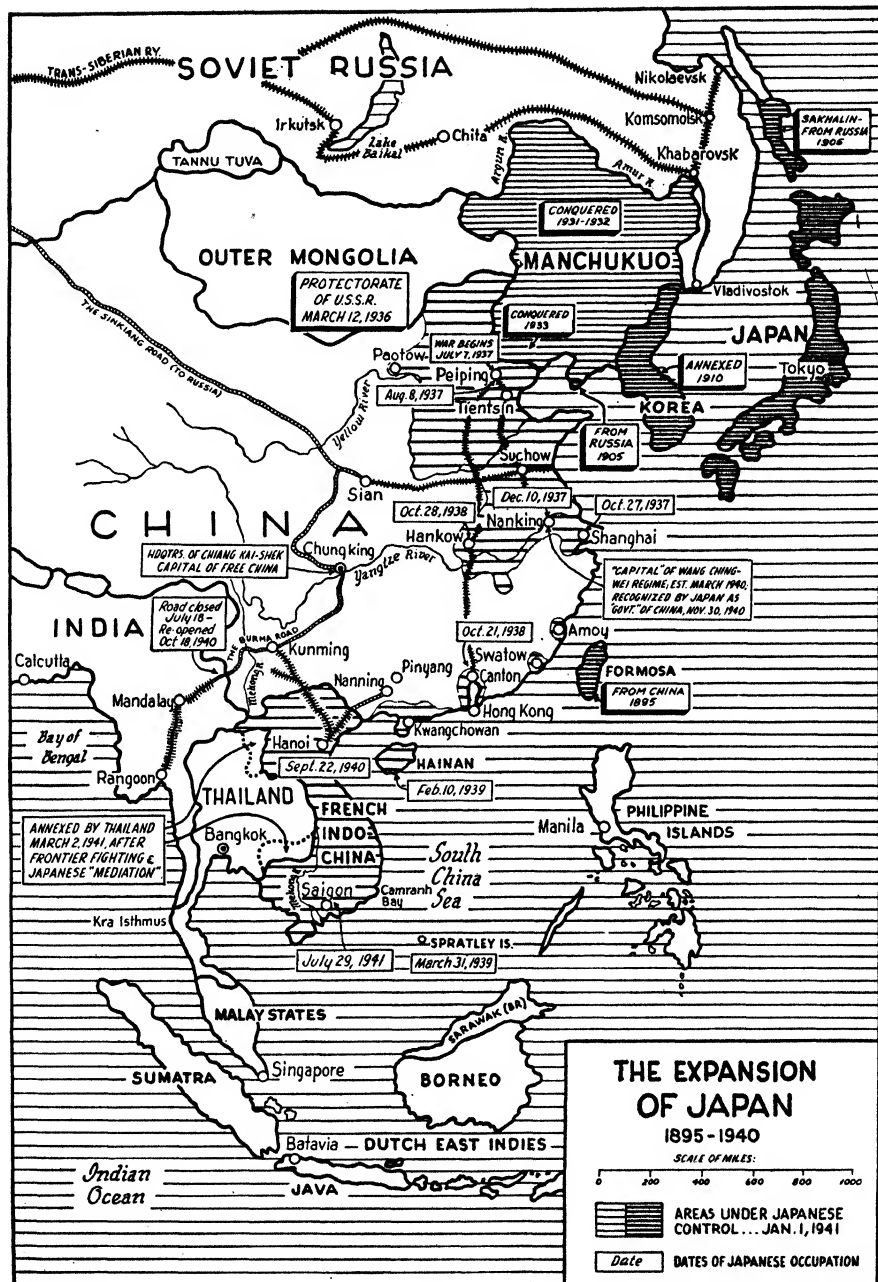 TRANS-SIBERIAN RY.
SOVIET RUSSIA
Nikolaevsk
Irkutsk
Lake
Baikal
Chita
Argun R.
Amur R.
Komsomolsk
SAKHALIN-
FROM RUSSIA
1905
Khabarovsk
TANNU TUVA
CONQUERED
1931-1932
OUTER MONGOLIA
MANCHUKUO
PROTECTORATE
OF U.S.S.R.
MARCH 12, 1936
Vladivostok
THE SINKIANG ROAD (TO RUSSIA)
CONQUERED
1933
JAPAN
WAR BEGINS
JULY 7, 1937
Paotow
Peiping
ANNEXED
1910
Tokyo
Aug. 8, 1937
Tientsin
Yellow River
KOREA
FROM
RUSSIA
1905
Suchow
Sian
Oct. 28, 1938
Dec. 10, 1937
Oct. 27, 1937
CHINA
Hankow
Nanking
Shanghai
HDQTRS. OF CHIANG KAI-SHEK
CAPITAL OF FREE CHINA
Chungking
Yangtze River
"CAPITAL" OF WANG CHING-
WEI REGIME, EST. MARCH 1940;
RECOGNIZED BY JAPAN AS
"GOVT." OF CHINA, NOV. 30, 1940
Road closed
July 18-
Re-opened
Oct 18, 1940
INDIA
THE BURMA ROAD
Kunming
Oct. 21, 1938
Amoy
Calcutta
Swatow
Canton
FORMOSA
FROM CHINA
1895
Mekong R.
Nanning
Pinyang
Mandalay
Hong Kong
Kwangchowan
Bay of
Bengal
Hanoi
HAINAN
Sept. 22, 1940
Feb. 10, 1939
Rangoon
THAILAND
FRENCH
INDO
CHINA
PHILIPPINE
ISLANDS
Manila
ANNEXED BY THAILAND
MARCH 2, 1941, AFTER
FRONTIER FIGHTING &
JAPANESE "MEDIATION"
Bangkok
South
China
Sea
Mekong R.
Saigon
Camranh
Bay
Kra Isthmus
SPRATLEY IS.
July 29, 1941
March 31, 1939
MALAY STATES
SARAWAK (BR)
SUMATRA
Singapore
BORNEO
Batavia
DUTCH EAST INDIES
Indian
Ocean
JAVA
THE EXPANSION
OF JAPAN
1895-1940
SCALE OF MILES:
0 200 400 600 800 1000
AREAS UNDER JAPANESE
CONTROL... JAN. 1, 1941
Date DATES OF JAPANESE OCCUPATION